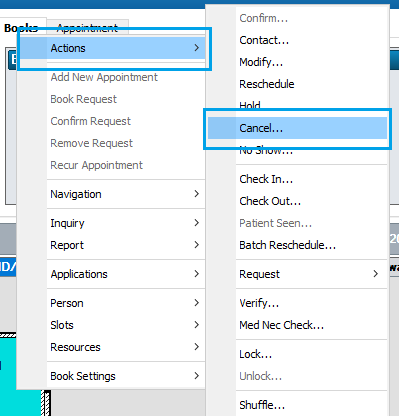 Books
Appointment
Actions
Add New Appointment
Book Request
Confirm Request
Remove Request
Recur Appointment
Navigation
Inquiry
Report
Applications
Person
Slots
Resources
Book Settings
Confirm...
Contact...
Modify...
Reschedule
Hold
Cancel...
No Show...
Check In...
Check Out...
Patient Seen...
Batch Reschedule...
Request
Verify...
Med Nec Check...
Lock...
Unlock...
Shuffle...